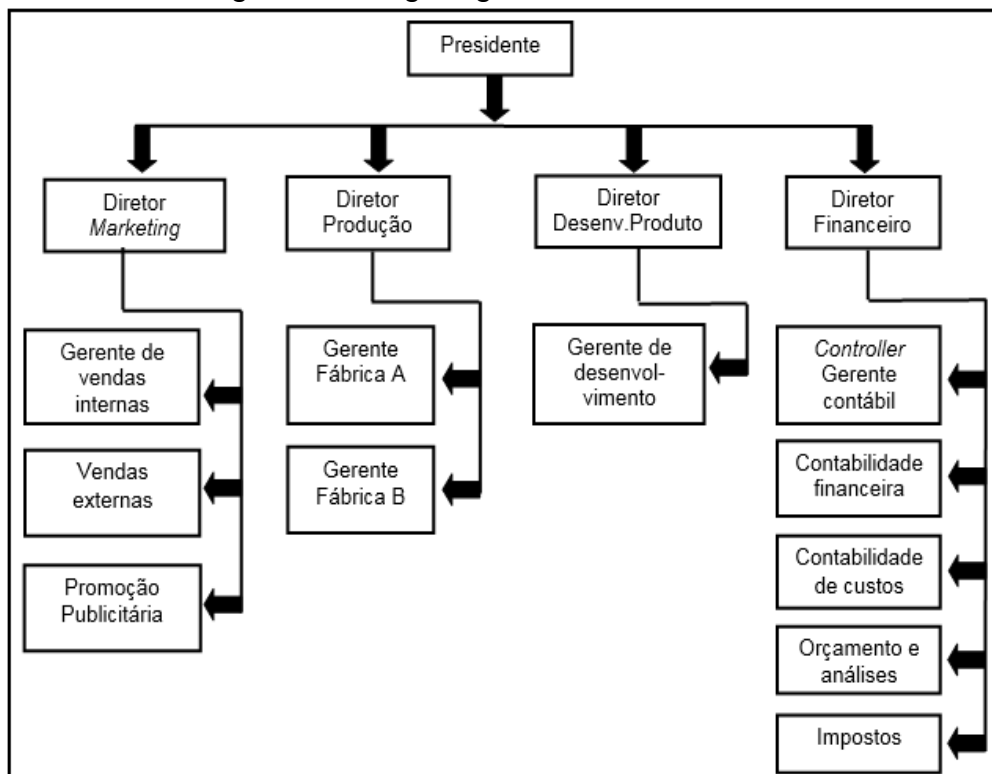 Presidente
Diretor
Marketing
Diretor
Produção
Diretor
Desenv.Produto
Diretor
Financeiro
Gerente de
vendas
internas
Vendas
externas
Promoção
Publicitária
Gerente
Fábrica A
Gerente
Fábrica B
Gerente de
desenvol-
vimento
Controller
Gerente
contábil
Contabilidade
financeira
Contabilidade
de custos
Orçamento e
análises
Impostos